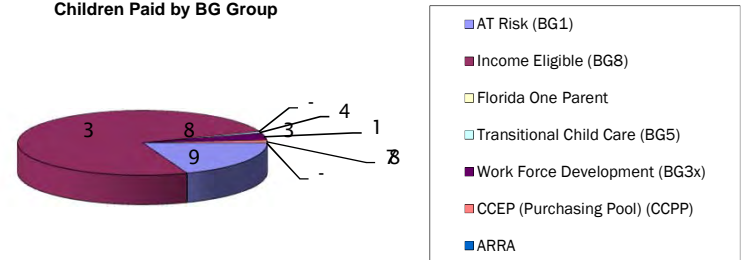 Children Paid by BG Group
AT Risk (BG1)
Income Eligible (BG8)
Florida One Parent
Transitional Child Care (BG5)
Work Force Development (BG3x)
CCEP (Purchasing Pool) (CCPP)
ARRA
-
4
3
8
3
1
9
8
-